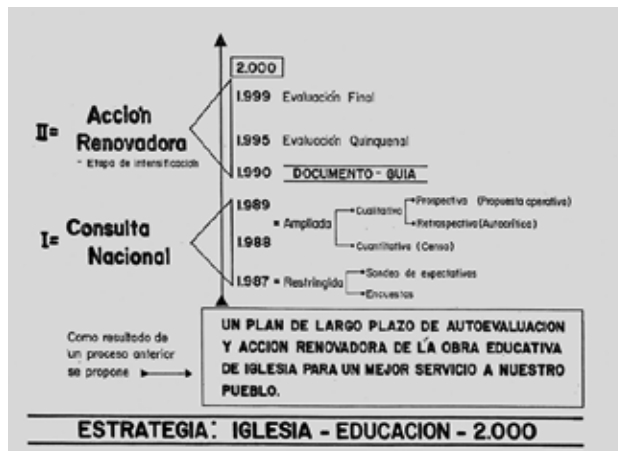 2.000
1.999 Evaluación Final
II= Acción Renovadora
- Etapa de intensificación
1.995 Evaluación Quinquenal
1.990 DOCUMENTO - GUIA
1.989
= Ampliada
Cualitativa
Prospectiva (Propuesta operativa)
Retrospectiva (Autocrítica)
Cuantitativa (Censo)
I= Consulta Nacional
1.988
1.987 = Restringida
Sondeo de expectativas
Encuestas
Como resultado de
un proceso anterior
se propone
UN PLAN DE LARGO PLAZO DE AUTOEVALUACION
Y ACCION RENOVADORA DE LA OBRA EDUCATIVA
DE IGLESIA PARA UN MEJOR SERVICIO A NUESTRO
PUEBLO.
ESTRATEGIA: IGLESIA - EDUCACION - 2.000